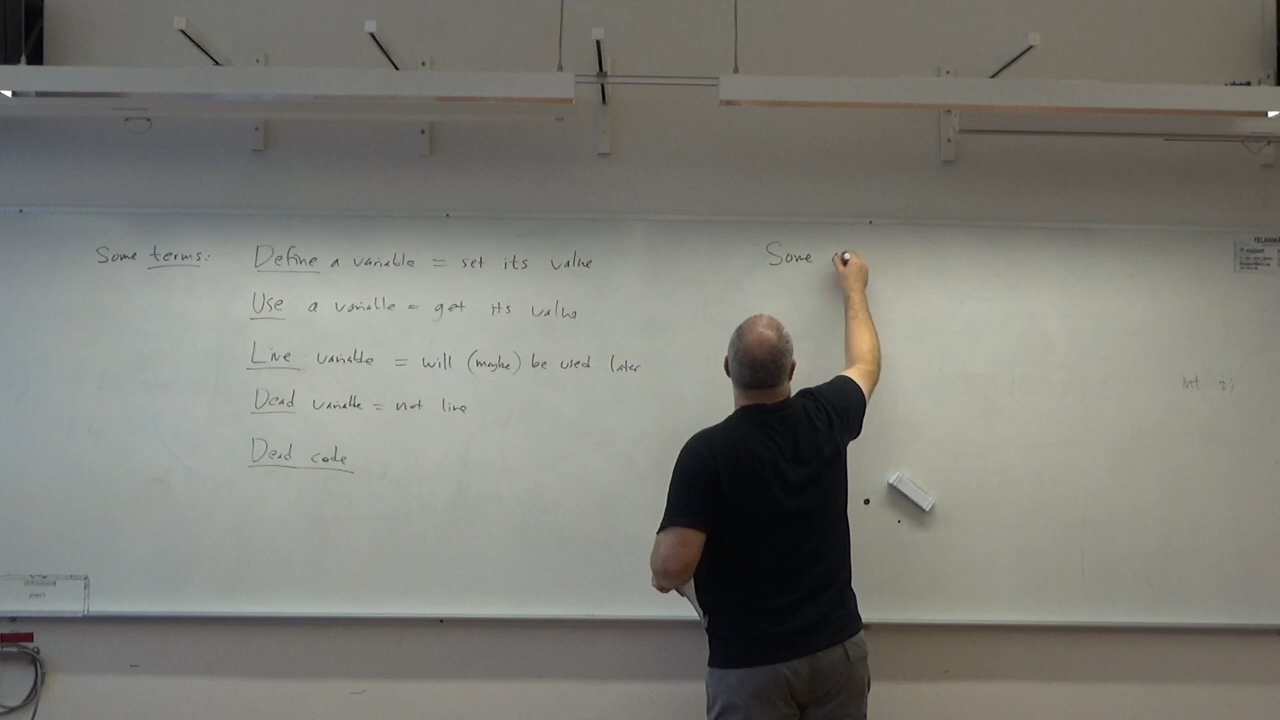 Some terms: Define a variable = set its value
Use a variable = get its value
Live variable = will (maybe) be used later
Dead variable = not live
Dead code
Some
int